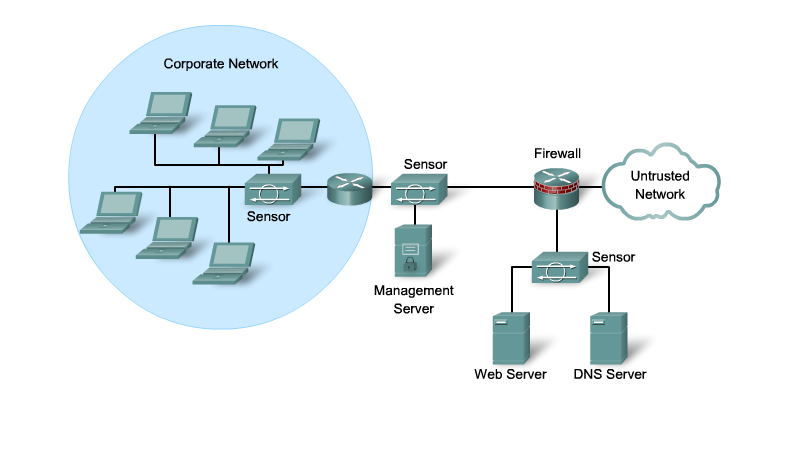 Corporate Network
Sensor
Firewall
Untrusted
Network
Sensor
Sensor
Management
Server
Web Server
DNS Server